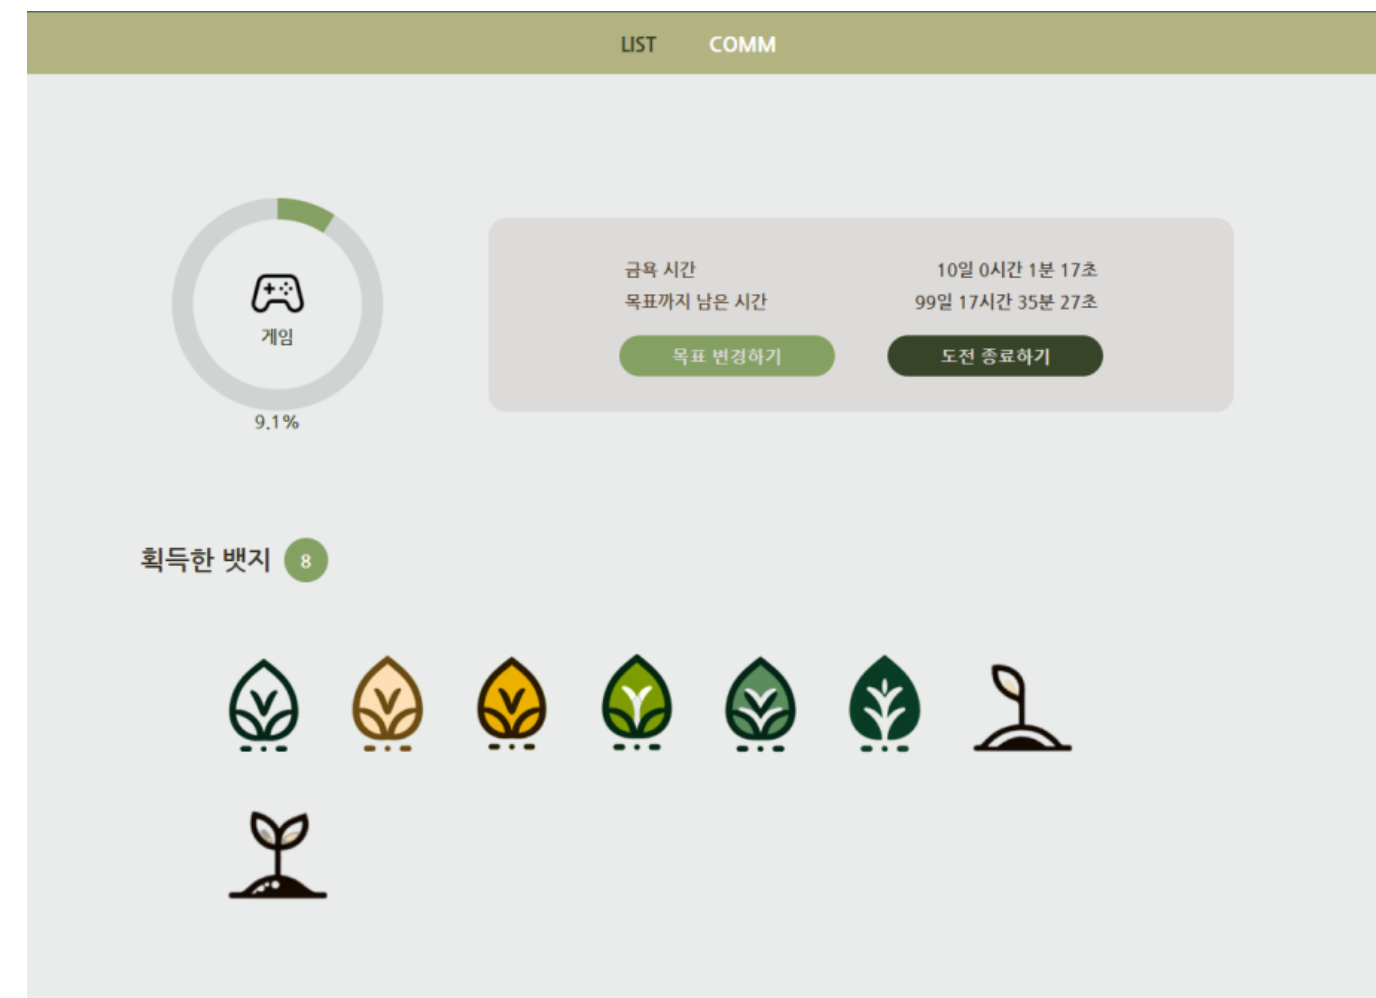 LIST COMM
금욕 시간 10일 0시간 1분 17초
목표까지 남은 시간 99일 17시간 35분 27초
목표 변경하기 도전 종료하기
게임
9.1%
획득한 뱃지 8